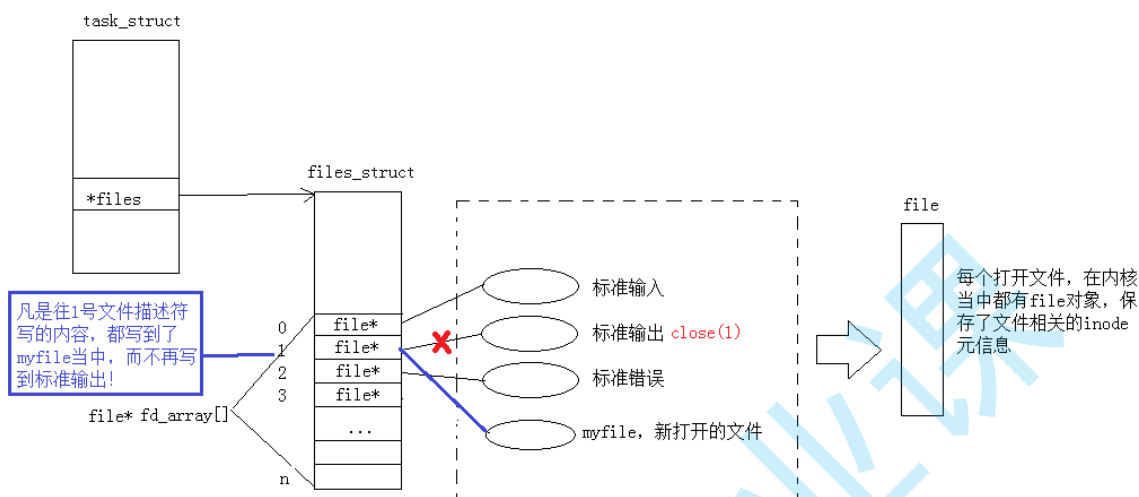 task_struct
*files
files_struct
file
每个打开文件，在内核
当中都有file对象，保
存了文件相关的inode
元信息
凡是往1号文件描述符
写的内容，都写到了
myfile当中，而不再写
到标准输出！
标准输入
0 file*
标准输出 close(1)
1 file*
标准错误
2 file*
3 file*
file* fd_array[]
...
myfile，新打开的文件
n
业课